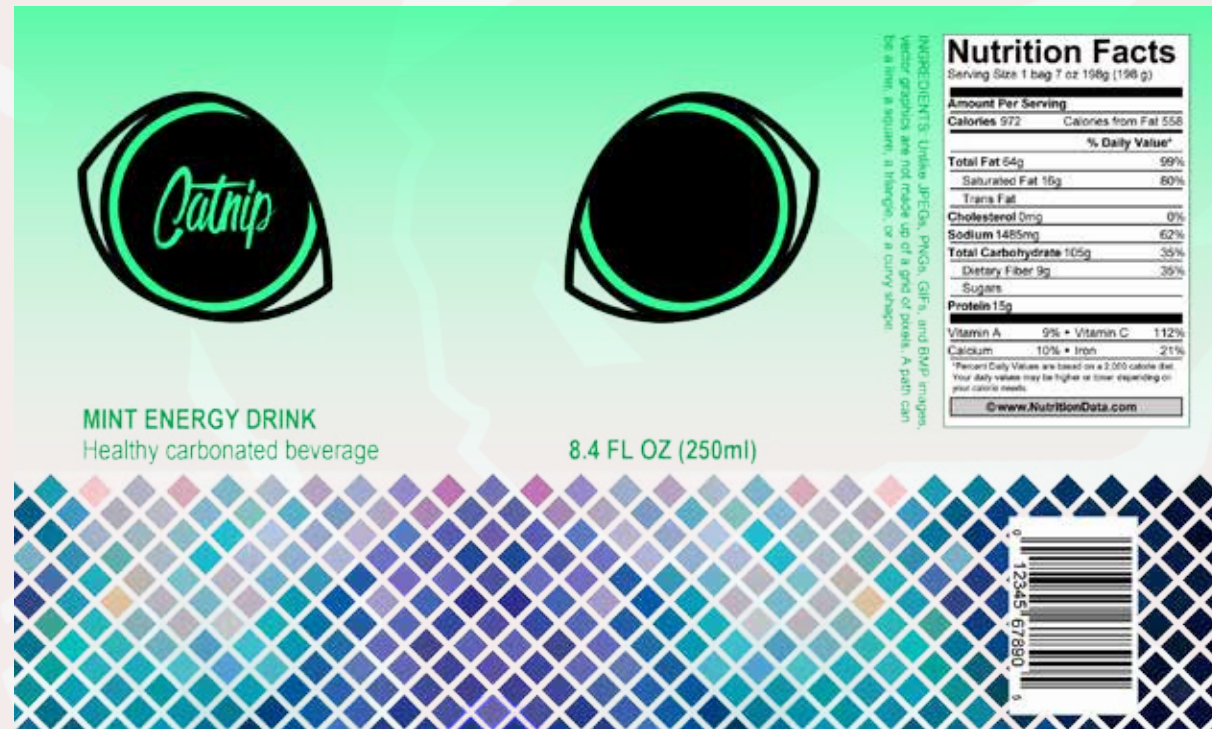 Catnip
MINT ENERGY DRINK
Healthy carbonated beverage
8.4 FL OZ (250ml)
INGREDIENTS: Unlike JPEGs, PNGs, GIFs, and BMP images,
vector graphics are not made up of a grid of pixels. A path can
be a line, a square, a triangle, or a curvy shape.
Nutrition Facts
Serving Size 1 bag 7 oz 198g (198 g)
Amount Per Serving
Calories 972 Calories from Fat 558
% Daily Value*
Total Fat 64g 99%
Saturated Fat 16g 80%
Trans Fat
Cholesterol 0mg 0%
Sodium 1485mg 62%
Total Carbohydrate 105g 35%
Dietary Fiber 9g 35%
Sugars
Protein 15g
Vitamin A 9% • Vitamin C 112%
Calcium 10% • Iron 21%
*Percent Daily Values are based on a 2,000 calorie diet.
Your daily values may be higher or lower depending on
your calorie needs.
©www.NutritionData.com
0 12345 67890 5